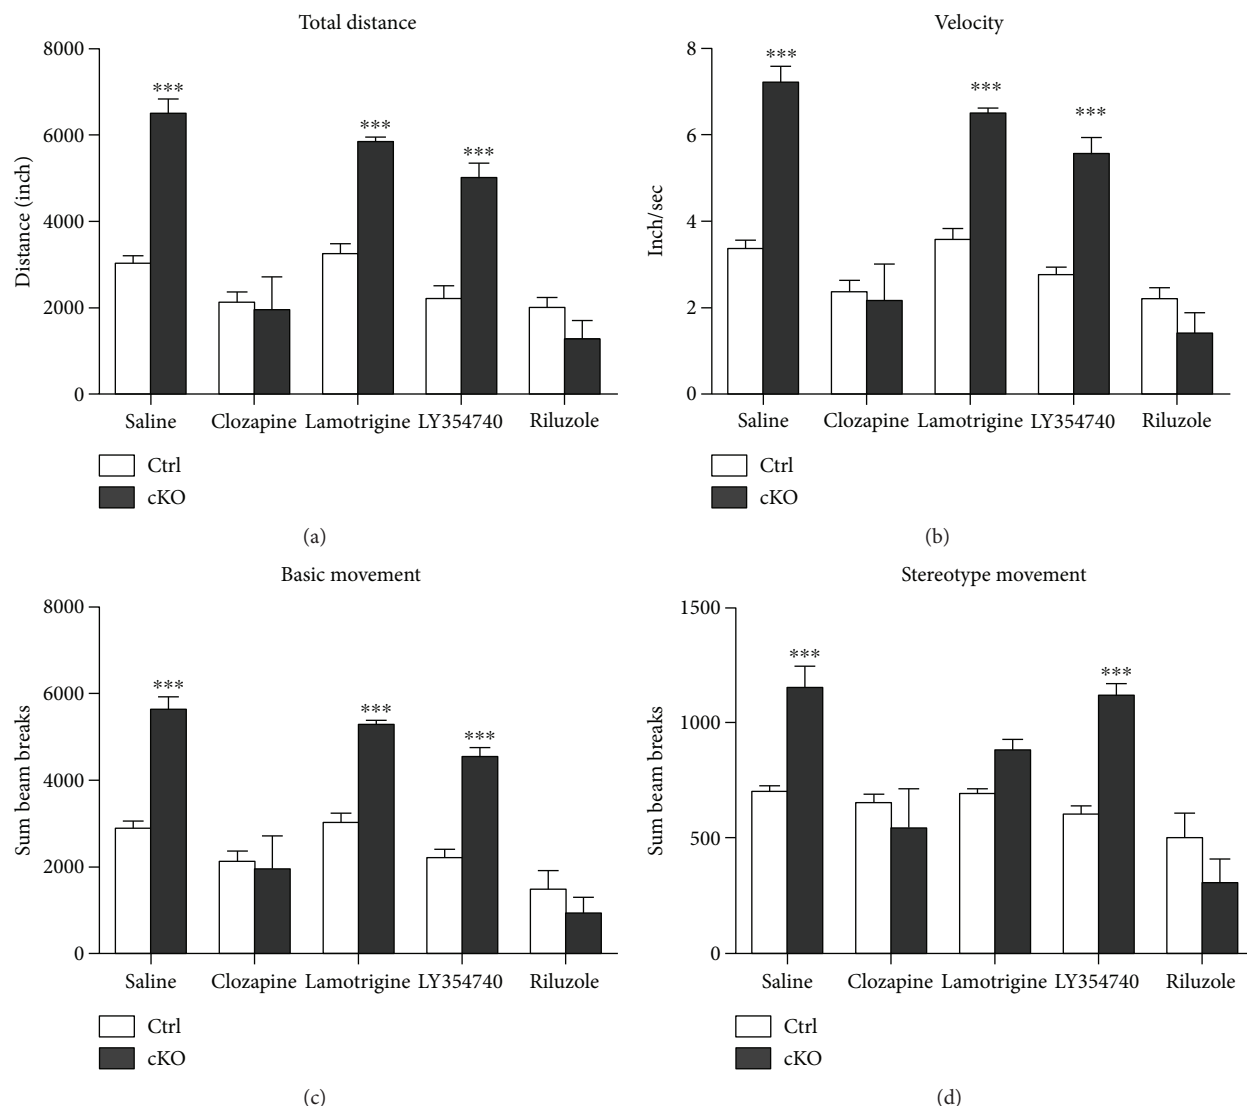 Total distance
8000
6000
4000
2000
0
Distance (inch)
***
***
***
Saline Clozapine Lamotrigine LY354740 Riluzole
Ctrl
cKO
(a)
Velocity
8
6
4
2
0
Inch/sec
***
***
***
Saline Clozapine Lamotrigine LY354740 Riluzole
Ctrl
cKO
(b)
Basic movement
8000
6000
4000
2000
0
Sum beam breaks
***
***
***
Saline Clozapine Lamotrigine LY354740 Riluzole
Ctrl
cKO
(c)
Stereotype movement
1500
1000
500
0
Sum beam breaks
***
***
Saline Clozapine Lamotrigine LY354740 Riluzole
Ctrl
cKO
(d)